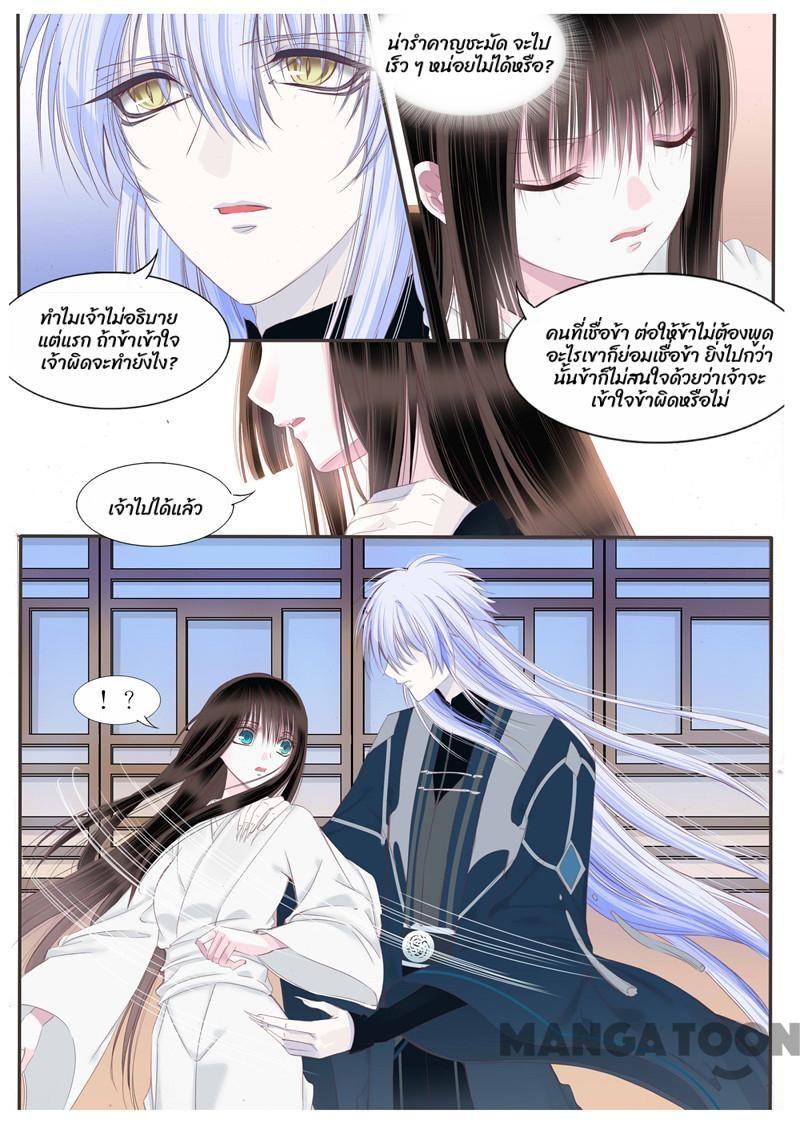 น่ารำคาญชะมัด จะไป
เร็ว ๆ หน่อยไม่ได้หรือ?
ทำไมเจ้าไม่อธิบาย
แต่แรก ถ้าข้าเข้าใจ
เจ้าผิดจะทำยังไง?
คนที่เชื่อข้า ต่อให้ข้าไม่ต้องพูด
อะไรเขาก็ย่อมเชื่อข้า ยิ่งไปกว่า
นั้นข้าก็ไม่สนใจด้วยว่าเจ้าจะ
เข้าใจข้าผิดหรือไม่
เจ้าไปได้แล้ว
! ?
MANGATOON